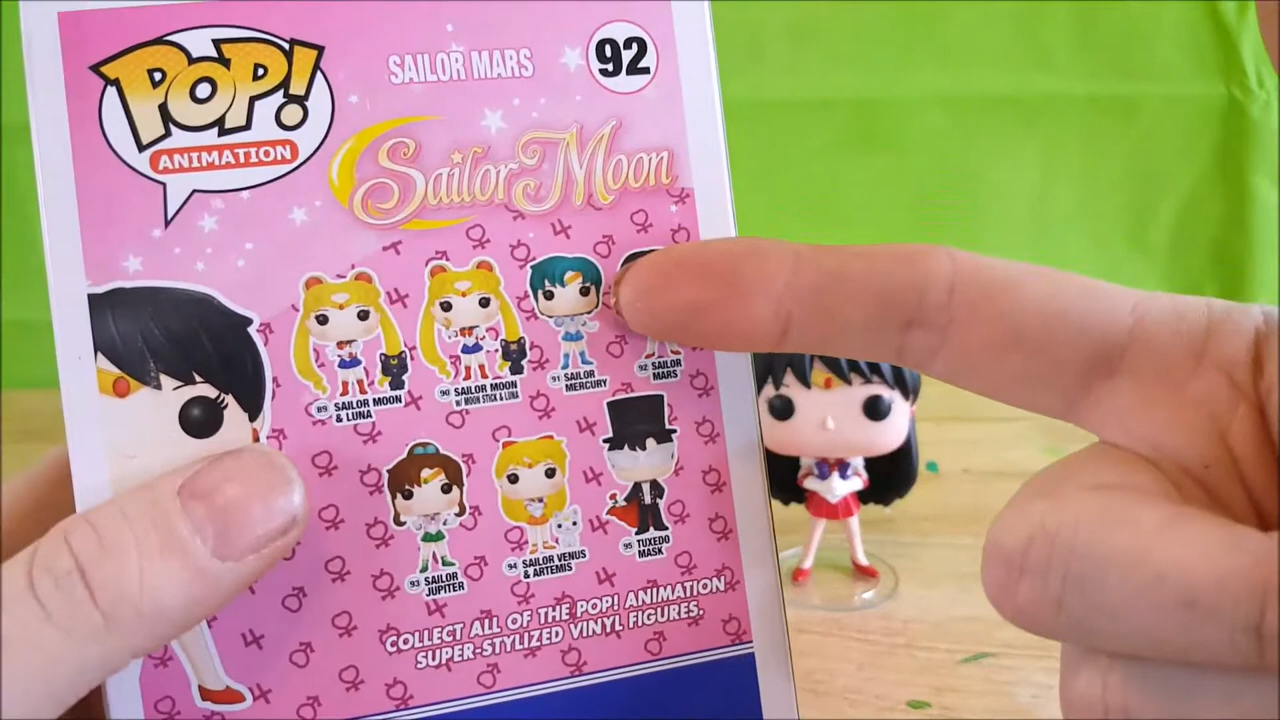 POP!
ANIMATION
SAILOR MARS
92
Sailor Moon
89 SAILOR MOON
& LUNA
90 SAILOR MOON
W/ MOON STICK & LUNA
91 SAILOR
MERCURY
92 SAILOR
MARS
93 SAILOR
JUPITER
94 SAILOR VENUS
& ARTEMIS
95 TUXEDO
MASK
COLLECT ALL OF THE POP! ANIMATION
SUPER-STYLIZED VINYL FIGURES.